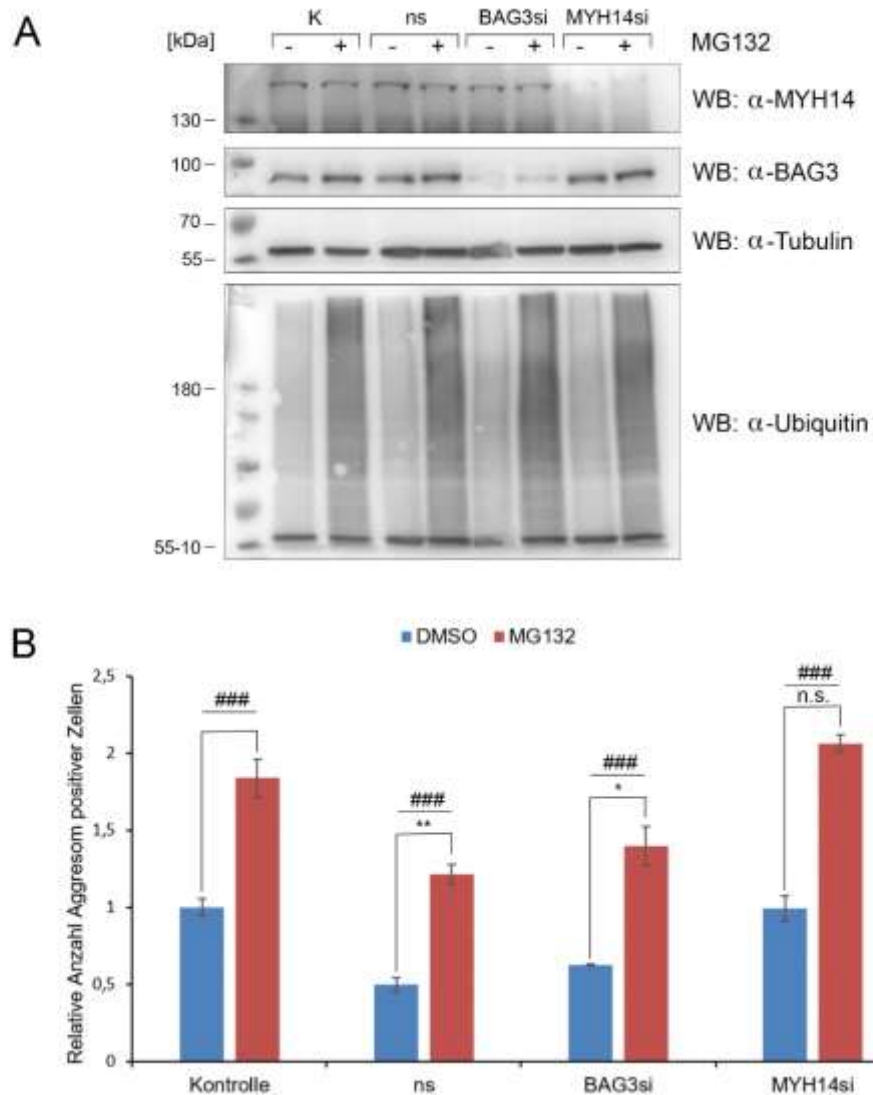 A
K ns BAG3si MYH14si
[kDa] - + - + - + - + MG132
130 WB: α-MYH14
100 WB: α-BAG3
70
55 WB: α-Tubulin
180 WB: α-Ubiquitin
55-10
B
DMSO MG132
Relative Anzahl Aggresom positiver Zellen
2,5
2
1,5
1
0,5
0
###
###
**
###
*
###
n.s.
Kontrolle ns BAG3si MYH14si